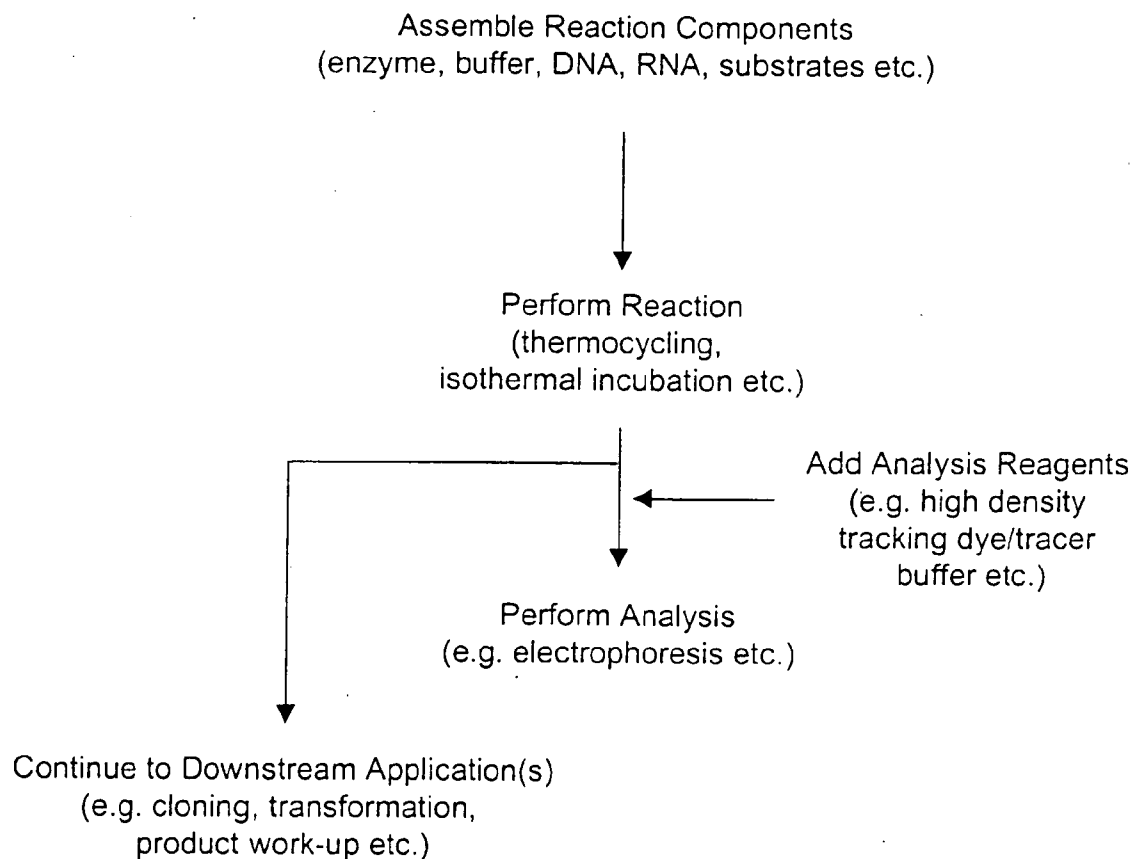 Assemble Reaction Components
(enzyme, buffer, DNA, RNA, substrates etc.)
Perform Reaction
(thermocycling,
isothermal incubation etc.)
Add Analysis Reagents
(e.g. high density
tracking dye/tracer
buffer etc.)
Perform Analysis
(e.g. electrophoresis etc.)
Continue to Downstream Application(s)
(e.g. cloning, transformation,
product work-up etc.)